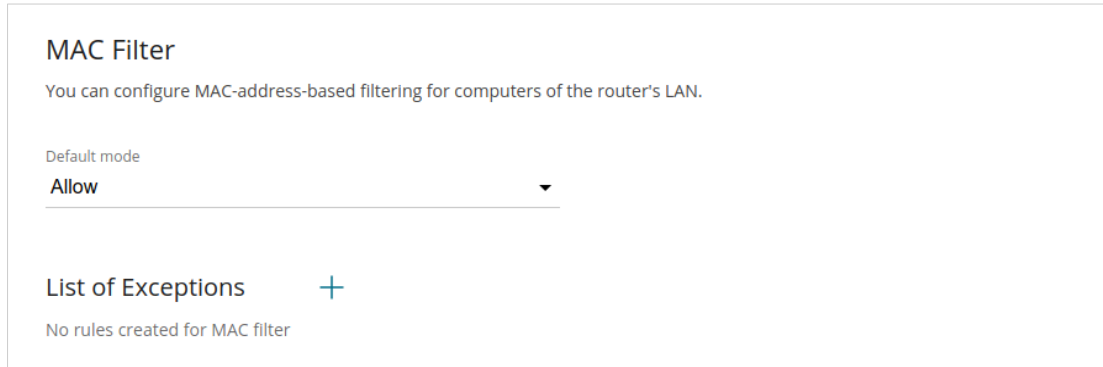 MAC Filter
You can configure MAC-address-based filtering for computers of the router's LAN.
Default mode
Allow
List of Exceptions
No rules created for MAC filter